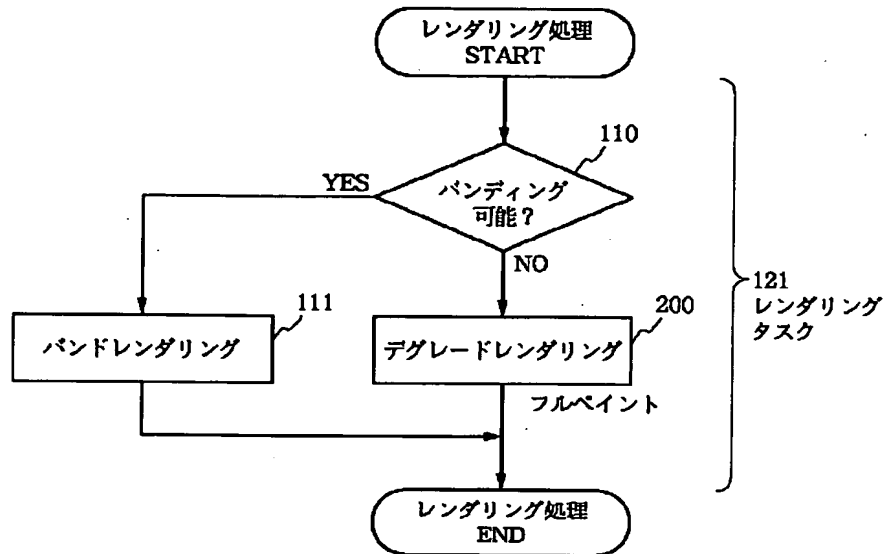 レンダリング処理
START
110
YES
バンディング
可能？
NO
111
バンドレンダリング
200
デグレードレンダリング
フルペイント
121
レンダリング
タスク
レンダリング処理
END